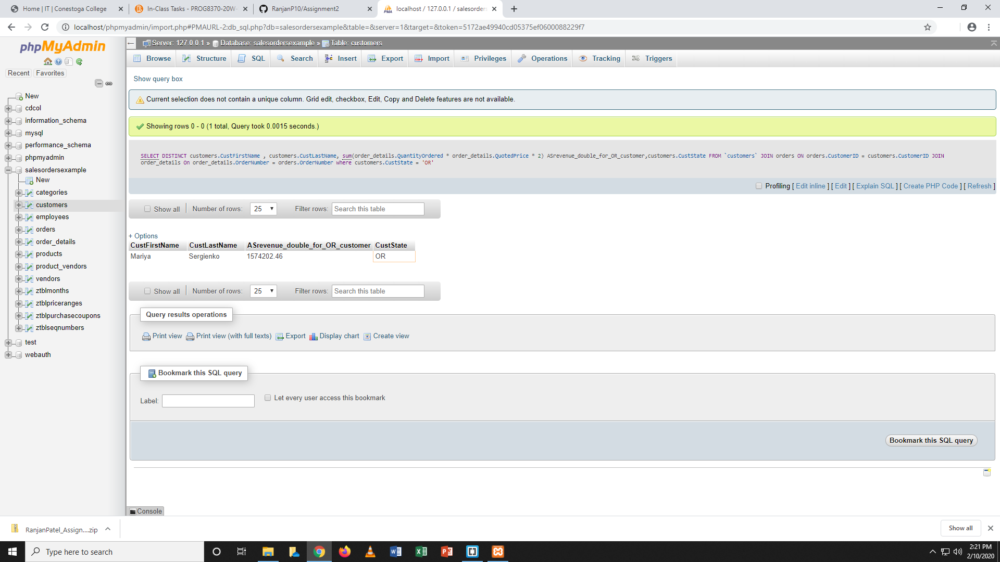 Home | IT | Conestoga College
In-Class Tasks - PROG8370-20W-
RanjanP10/Assignment2
localhost / 127.0.0.1 / salesorders
localhost/phpmyadmin/import.php#PMAURL-2:db_sql.php?db=salesordersexample&table=&server=1&target=&token=5172ae49940cd05375ef0600088229f7
phpMyAdmin
Recent Favorites
New
cdcol
information_schema
mysql
performance_schema
phpmyadmin
salesordersexample
New
categories
customers
employees
orders
order_details
products
product_vendors
vendors
ztblmonths
ztblpriceranges
ztblpurchasecoupons
ztblseqnumbers
test
webauth
Server: 127.0.0.1 » Database: salesordersexample » Table: customers
Browse Structure SQL Search Insert Export Import Privileges Operations Tracking Triggers
Show query box
Current selection does not contain a unique column. Grid edit, checkbox, Edit, Copy and Delete features are not available.
Showing rows 0 - 0 (1 total, Query took 0.0015 seconds.)
SELECT DISTINCT customers.CustFirstName , customers.CustLastName, sum(order_details.QuantityOrdered * order_details.QuotedPrice * 2) ASrevenue_double_for_OR_customer,customers.CustState FROM `customers` JOIN orders ON orders.CustomerID = customers.CustomerID JOIN
order_details On order_details.OrderNumber = orders.OrderNumber where customers.CustState = 'OR'
Profiling [ Edit inline ] [ Edit ] [ Explain SQL ] [ Create PHP Code ] [ Refresh ]
Show all Number of rows: 25 Filter rows: Search this table
+ Options
CustFirstName CustLastName ASrevenue_double_for_OR_customer CustState
Mariya Sergienko 1574202.46 OR
Show all Number of rows: 25 Filter rows: Search this table
Query results operations
Print view Print view (with full texts) Export Display chart Create view
Bookmark this SQL query
Label: Let every user access this bookmark
Bookmark this SQL query
Console
RanjanPatel_Assign....zip
Show all
Type here to search
2:21 PM
2/10/2020